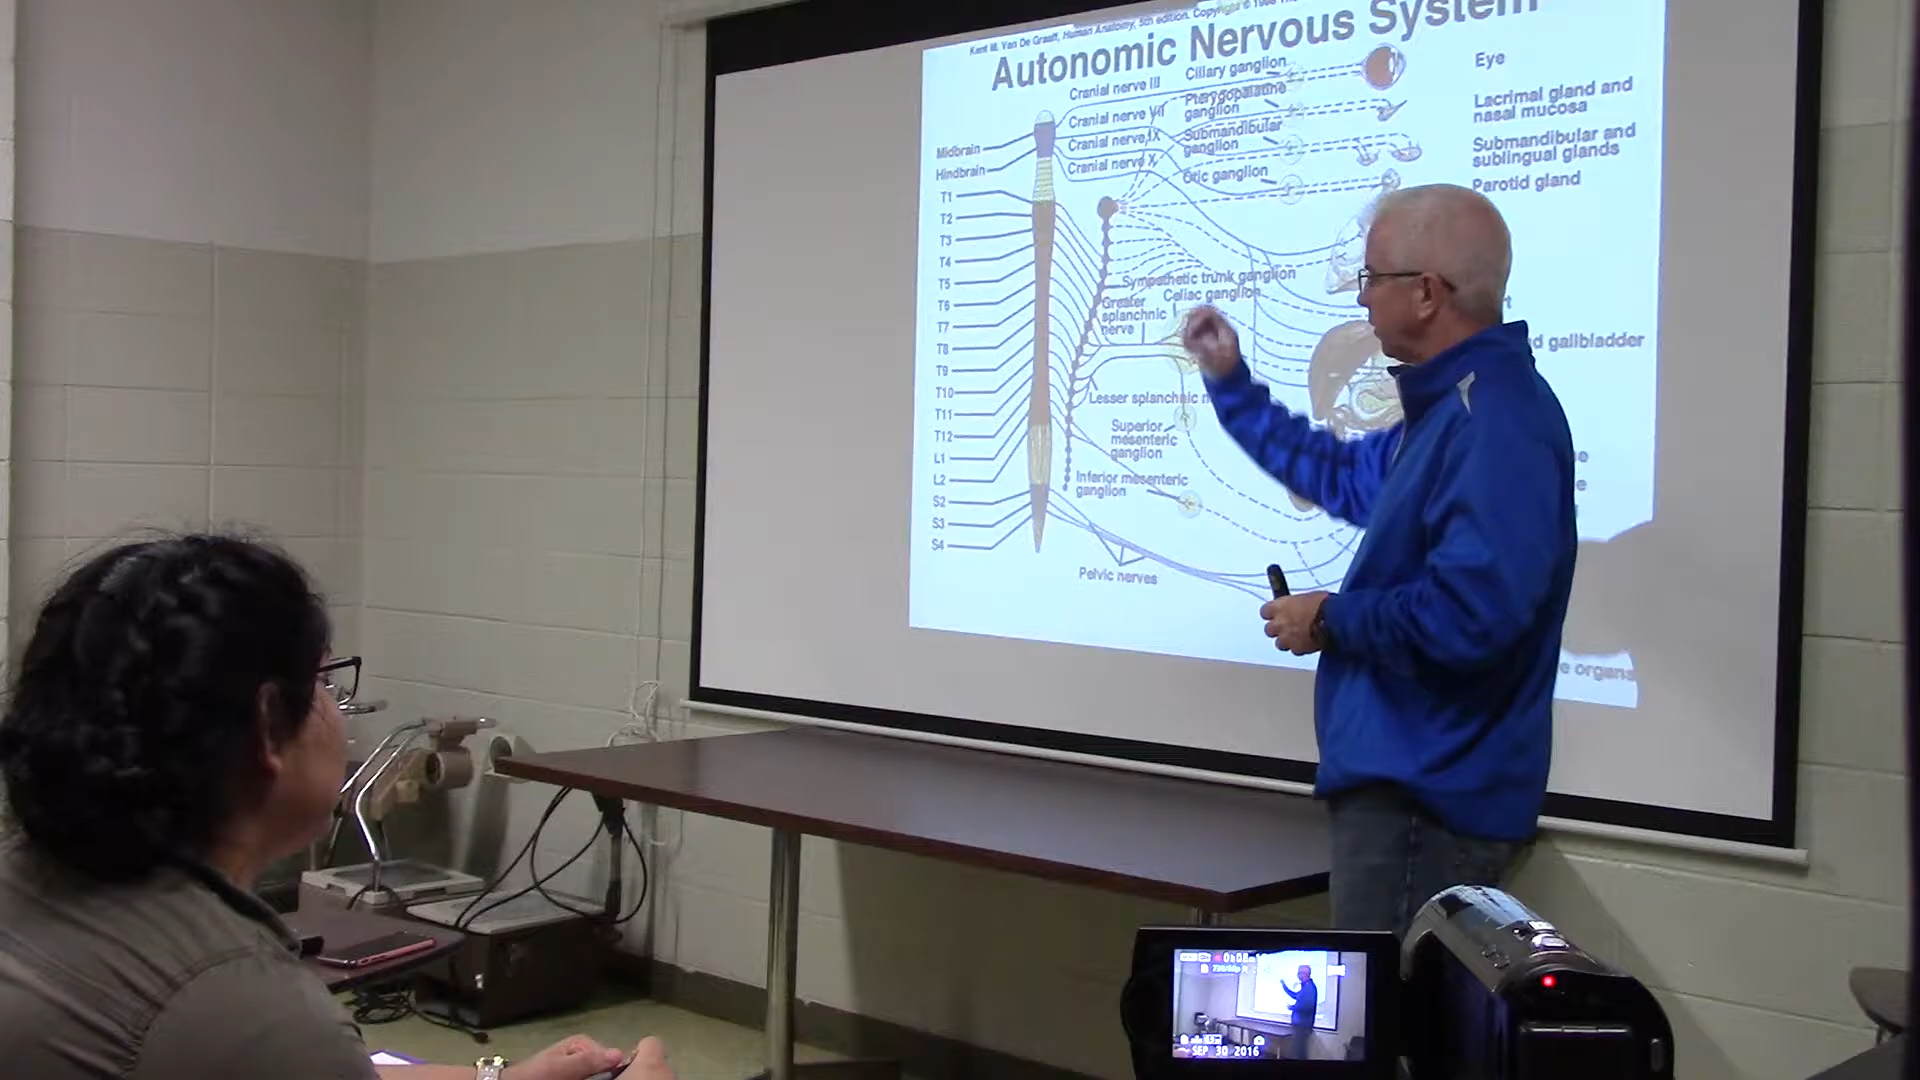 Kent M. Van De Graaff, Human Anatomy, 5th edition. Copyright © 1998
Autonomic Nervous System
Cranial nerve III
Cranial nerve VII
Cranial nerve IX
Cranial nerve X
Ciliary ganglion
Pterygopalatine
ganglion
Submandibular
ganglion
Otic ganglion
Eye
Lacrimal gland and
nasal mucosa
Submandibular and
sublingual glands
Parotid gland
Midbrain
Hindbrain
T1
T2
T3
T4
T5
T6
T7
T8
T9
T10
T11
T12
L1
L2
S2
S3
S4
Sympathetic trunk ganglion
Celiac ganglion
Greater
splanchnic
nerve
Lesser splanchnic
Superior
mesenteric
ganglion
Inferior mesenteric
ganglion
Pelvic nerves
gallbladder
organs
SEP 30 2016